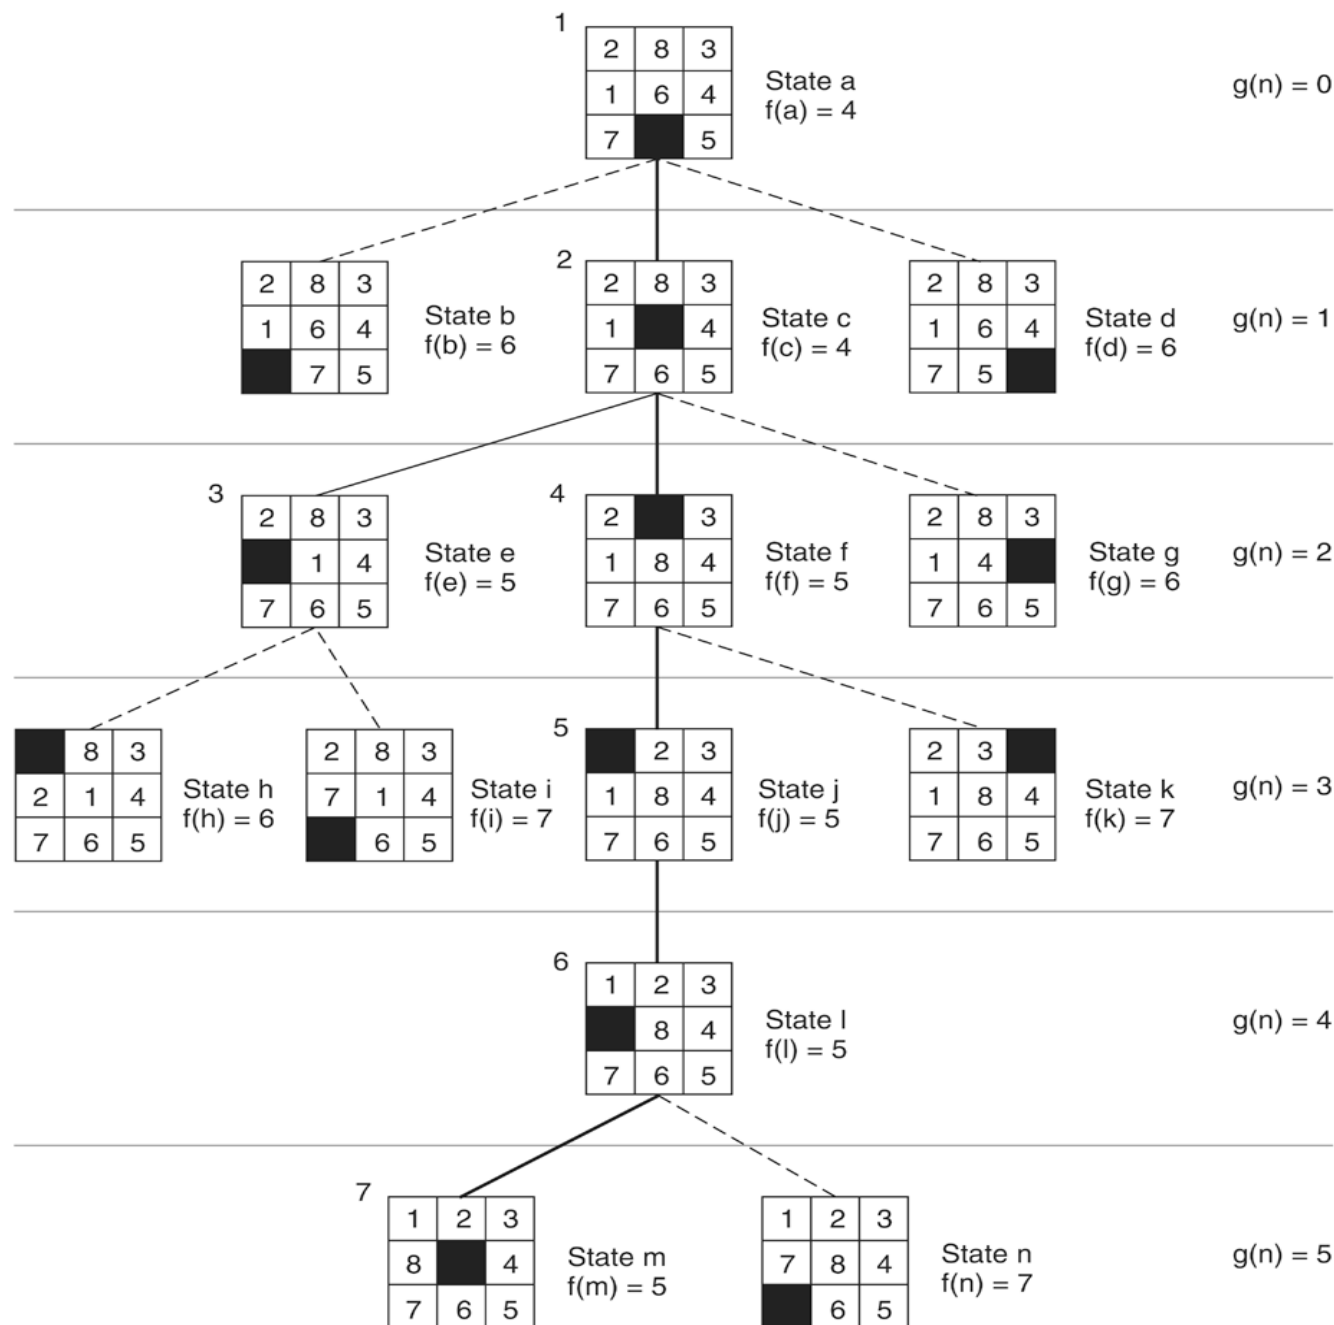 1
2 8 3
1 6 4
7 5
State a
f(a) = 4
g(n) = 0
2 8 3
1 6 4
7 5
State b
f(b) = 6
2
2 8 3
1 4
7 6 5
State c
f(c) = 4
2 8 3
1 6 4
7 5
State d
f(d) = 6
g(n) = 1
3
2 8 3
1 4
7 6 5
State e
f(e) = 5
4
2 3
1 8 4
7 6 5
State f
f(f) = 5
2 8 3
1 4
7 6 5
State g
f(g) = 6
g(n) = 2
8 3
2 1 4
7 6 5
State h
f(h) = 6
2 8 3
7 1 4
6 5
State i
f(i) = 7
5
2 3
1 8 4
7 6 5
State j
f(j) = 5
2 3
1 8 4
7 6 5
State k
f(k) = 7
g(n) = 3
6
1 2 3
8 4
7 6 5
State l
f(l) = 5
g(n) = 4
7
1 2 3
8 4
7 6 5
State m
f(m) = 5
1 2 3
7 8 4
6 5
State n
f(n) = 7
g(n) = 5